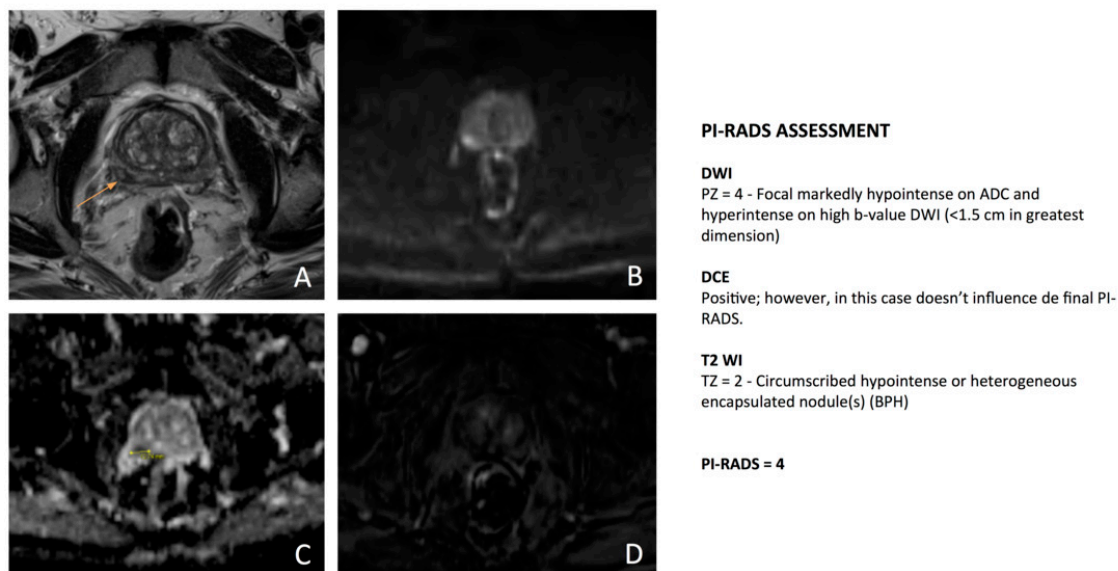 A
B
C
D
PI-RADS ASSESSMENT
DWI
PZ = 4 - Focal markedly hypointense on ADC and
hyperintense on high b-value DWI (<1.5 cm in greatest
dimension)
DCE
Positive; however, in this case doesn’t influence de final PI-
RADS.
T2 WI
TZ = 2 - Circumscribed hypointense or heterogeneous
encapsulated nodule(s) (BPH)
PI-RADS = 4